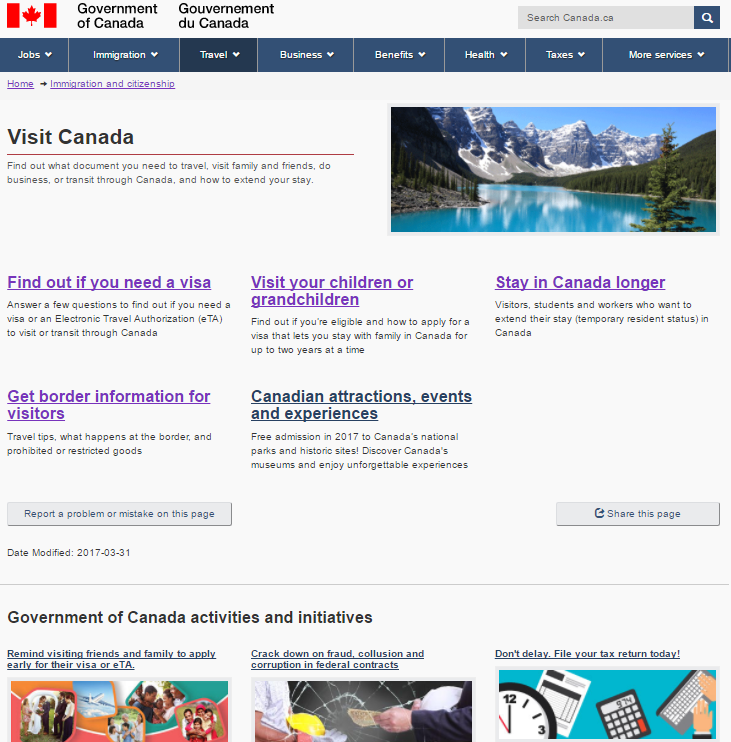 Government of Canada
Gouvernement du Canada
Search Canada.ca
Jobs
Immigration
Travel
Business
Benefits
Health
Taxes
More services
Home → Immigration and citizenship
Visit Canada
Find out what document you need to travel, visit family and friends, do
business, or transit through Canada, and how to extend your stay.
Find out if you need a visa
Answer a few questions to find out if you need a
visa or an Electronic Travel Authorization (eTA)
to visit or transit through Canada
Visit your children or
grandchildren
Find out if you're eligible and how to apply for a
visa that lets you stay with family in Canada for
up to two years at a time
Stay in Canada longer
Visitors, students and workers who want to
extend their stay (temporary resident status) in
Canada
Get border information for
visitors
Travel tips, what happens at the border, and
prohibited or restricted goods
Canadian attractions, events
and experiences
Free admission in 2017 to Canada's national
parks and historic sites! Discover Canada's
museums and enjoy unforgettable experiences
Report a problem or mistake on this page
Share this page
Date Modified: 2017-03-31
Government of Canada activities and initiatives
Remind visiting friends and family to apply
early for their visa or eTA.
Crack down on fraud, collusion and
corruption in federal contracts
Don't delay. File your tax return today!
12
3